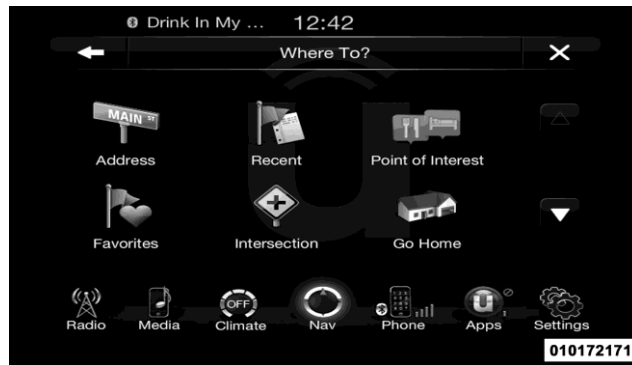 Drink In My ... 12:42
Where To?
MAIN ST
Address Recent Point of Interest
Favorites Intersection Go Home
OFF
Radio Media Climate Nav Phone Apps Settings
010172171